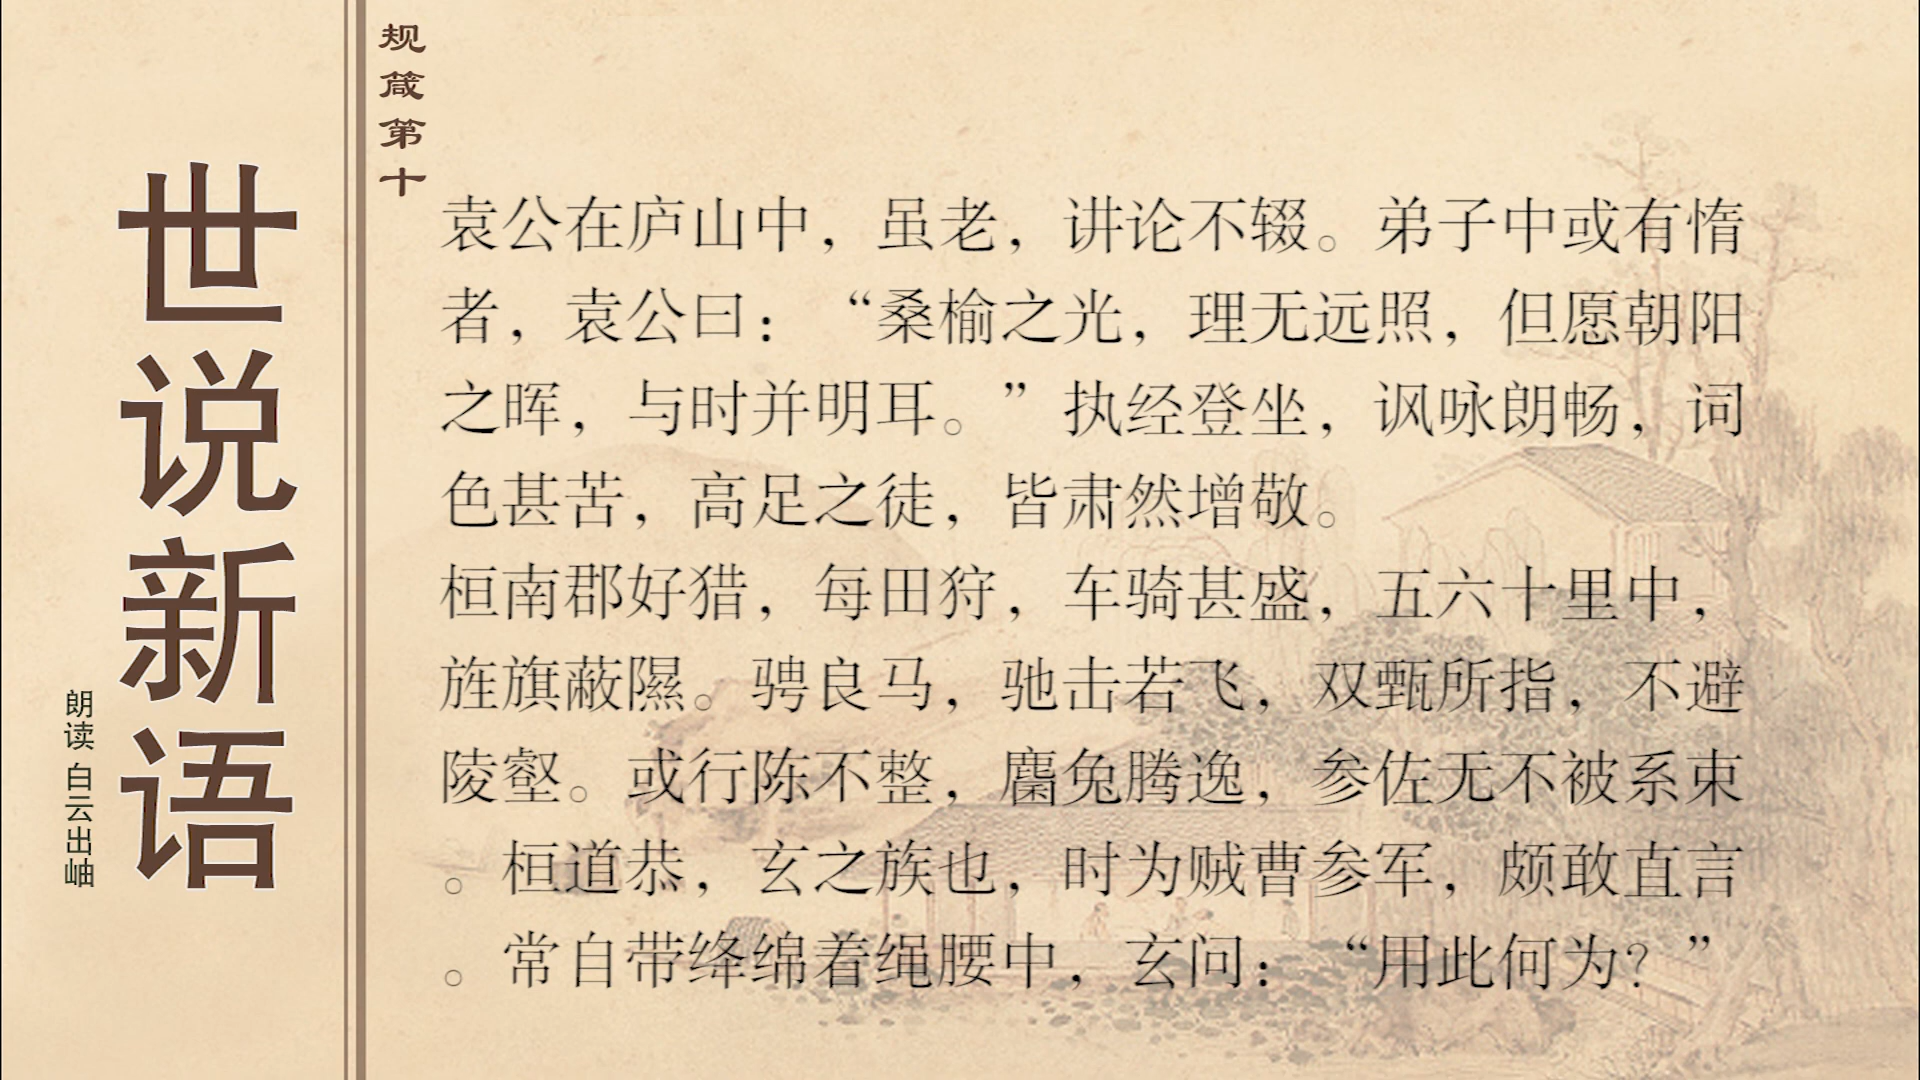 世说新语
朗读 白云出岫
规箴第十
袁公在庐山中，虽老，讲论不辍。弟子中或有惰
者，袁公曰：“桑榆之光，理无远照，但愿朝阳
之晖，与时并明耳。”执经登坐，讽咏朗畅，词
色甚苦，高足之徒，皆肃然增敬。
桓南郡好猎，每田狩，车骑甚盛，五六十里中，
旌旗蔽隰。骋良马，驰击若飞，双甄所指，不避
陵壑。或行陈不整，麏兔腾逸，参佐无不被系束
。桓道恭，玄之族也，时为贼曹参军，颇敢直言
。常自带绛绵着绳腰中，玄问：“用此何为？”